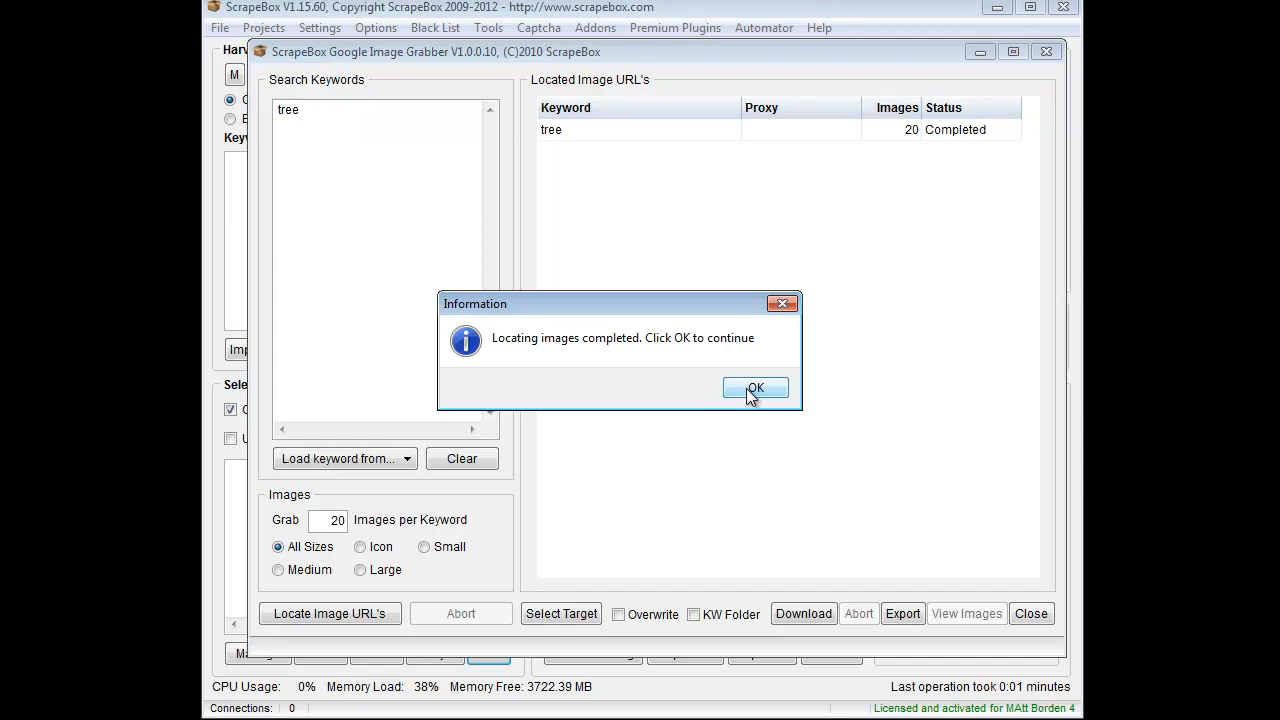 ScrapeBox V1.15.60, Copyright ScrapeBox 2009-2012 - http://www.scrapebox.com
File Projects Settings Options Black List Tools Captcha Addons Premium Plugins Automator Help
ScrapeBox Google Image Grabber V1.0.0.10, (C)2010 ScrapeBox
M
Search Keywords
tree
Load keyword from... Clear
Images
Grab 20 Images per Keyword
All Sizes Icon Small
Medium Large
Locate Image URL's Abort
Located Image URL's
Keyword Proxy Images Status
tree 20 Completed
Information
Locating images completed. Click OK to continue
OK
Select Target Overwrite KW Folder Download Abort Export View Images Close
CPU Usage: 0% Memory Load: 38% Memory Free: 3722.39 MB Last operation took 0:01 minutes
Connections: 0 Licensed and activated for MAtt Borden 4